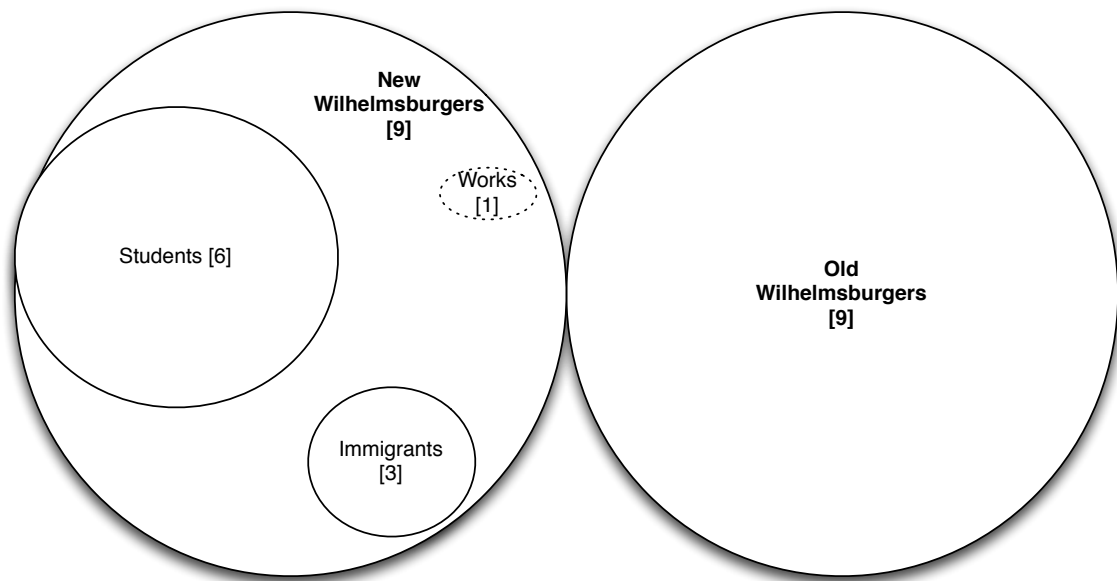 New
Wilhelmsburgers
[9]
Works
[1]
Students [6]
Immigrants
[3]
Old
Wilhelmsburgers
[9]